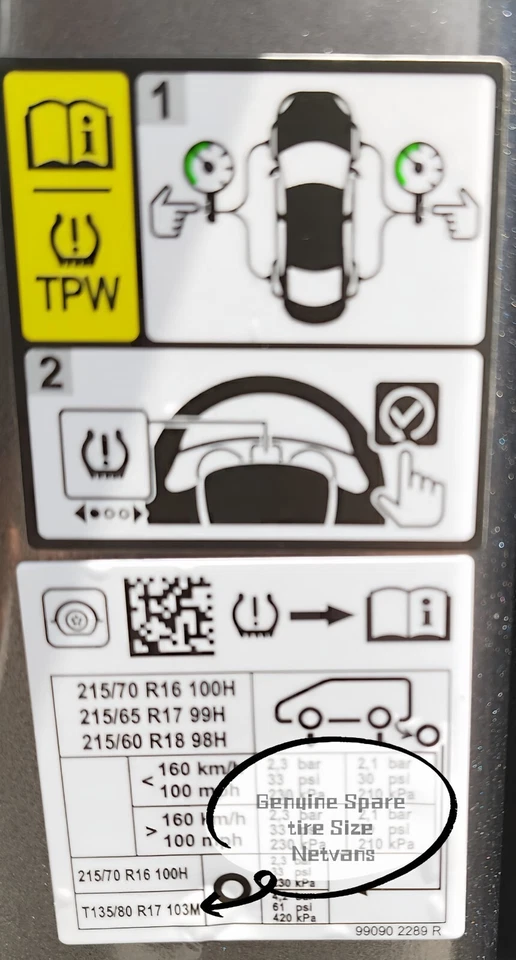 1
TPW
2
215/70 R16 100H
215/65 R17 99H
215/60 R18 98H
< 160 km/h
100 mph
2,3 bar
33 psi
230 kPa
2,1 bar
30 psi
210 kPa
> 160 km/h
100 mph
2,3 bar
33 psi
230 kPa
2,1 bar
psi
210 kPa
Genuine Spare
tire Size
Netvans
215/70 R16 100H
2,3 bar
psi
230 kPa
T135/80 R17 103M
4,2 bar
61 psi
420 kPa
99090 2289 R